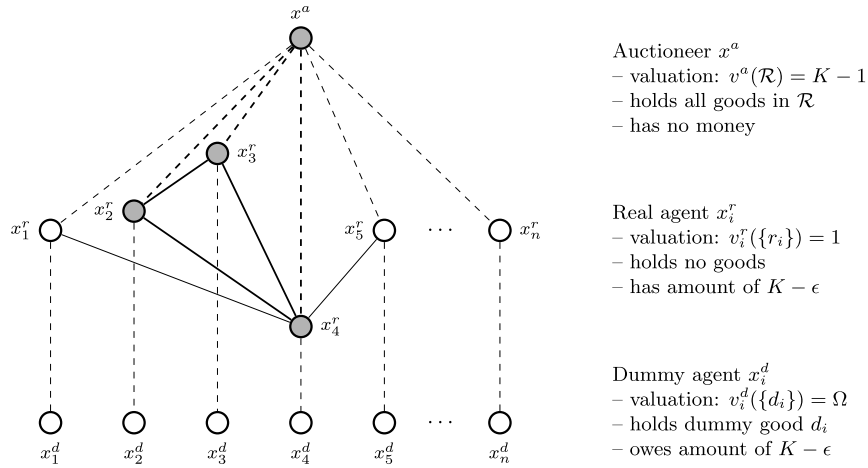 x^a
x_3^r
x_2^r
x_1^r
x_5^r
···
x_n^r
x_4^r
···
x_1^d
x_2^d
x_3^d
x_4^d
x_5^d
x_n^d
Auctioneer x^a
– valuation: v^a(ℛ) = K − 1
– holds all goods in ℛ
– has no money
Real agent x_i^r
– valuation: v_i^r({r_i}) = 1
– holds no goods
– has amount of K − ϵ
Dummy agent x_i^d
– valuation: v_i^d({d_i}) = Ω
– holds dummy good d_i
– owes amount of K − ϵ